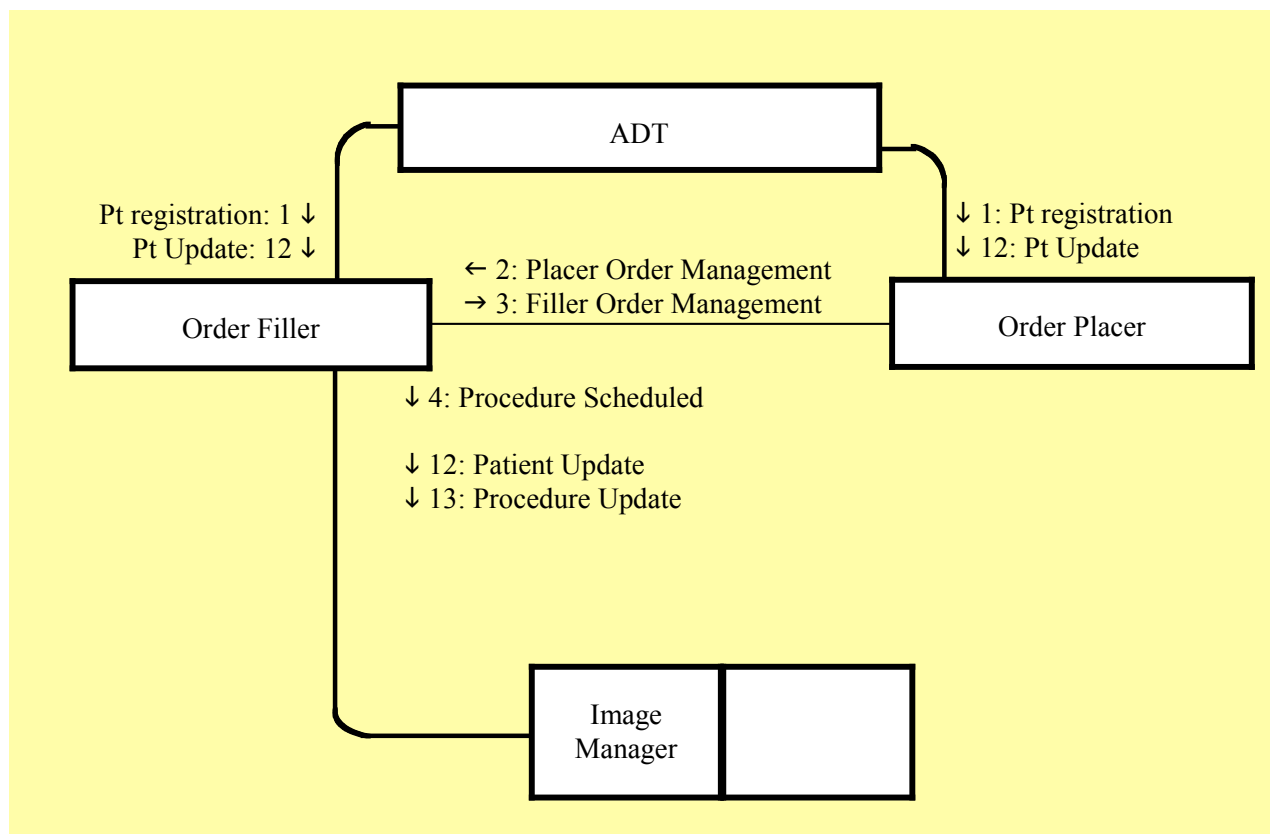 ADT
Pt registration: 1 ↓
Pt Update: 12 ↓
↓ 1: Pt registration
↓ 12: Pt Update
← 2: Placer Order Management
→ 3: Filler Order Management
Order Filler
Order Placer
↓ 4: Procedure Scheduled
↓ 12: Patient Update
↓ 13: Procedure Update
Image
Manager